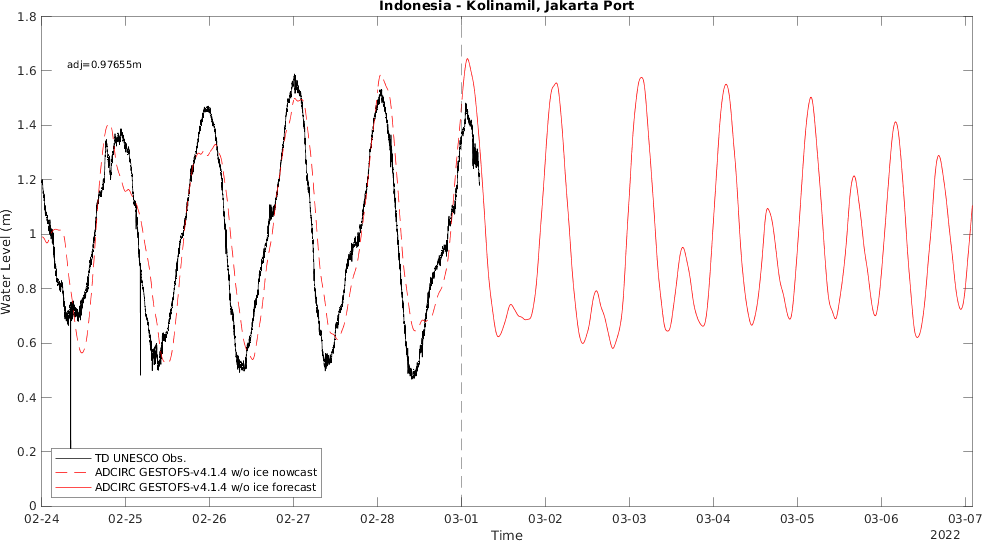 Indonesia - Kolinamil, Jakarta Port
1.8
1.6
1.4
1.2
1
0.8
0.6
0.4
0.2
0
Water Level (m)
adj=0.97655m
TD UNESCO Obs.
ADCIRC GESTOFS-v4.1.4 w/o ice nowcast
ADCIRC GESTOFS-v4.1.4 w/o ice forecast
02-24 02-25 02-26 02-27 02-28 03-01 03-02 03-03 03-04 03-05 03-06 03-07
Time
2022